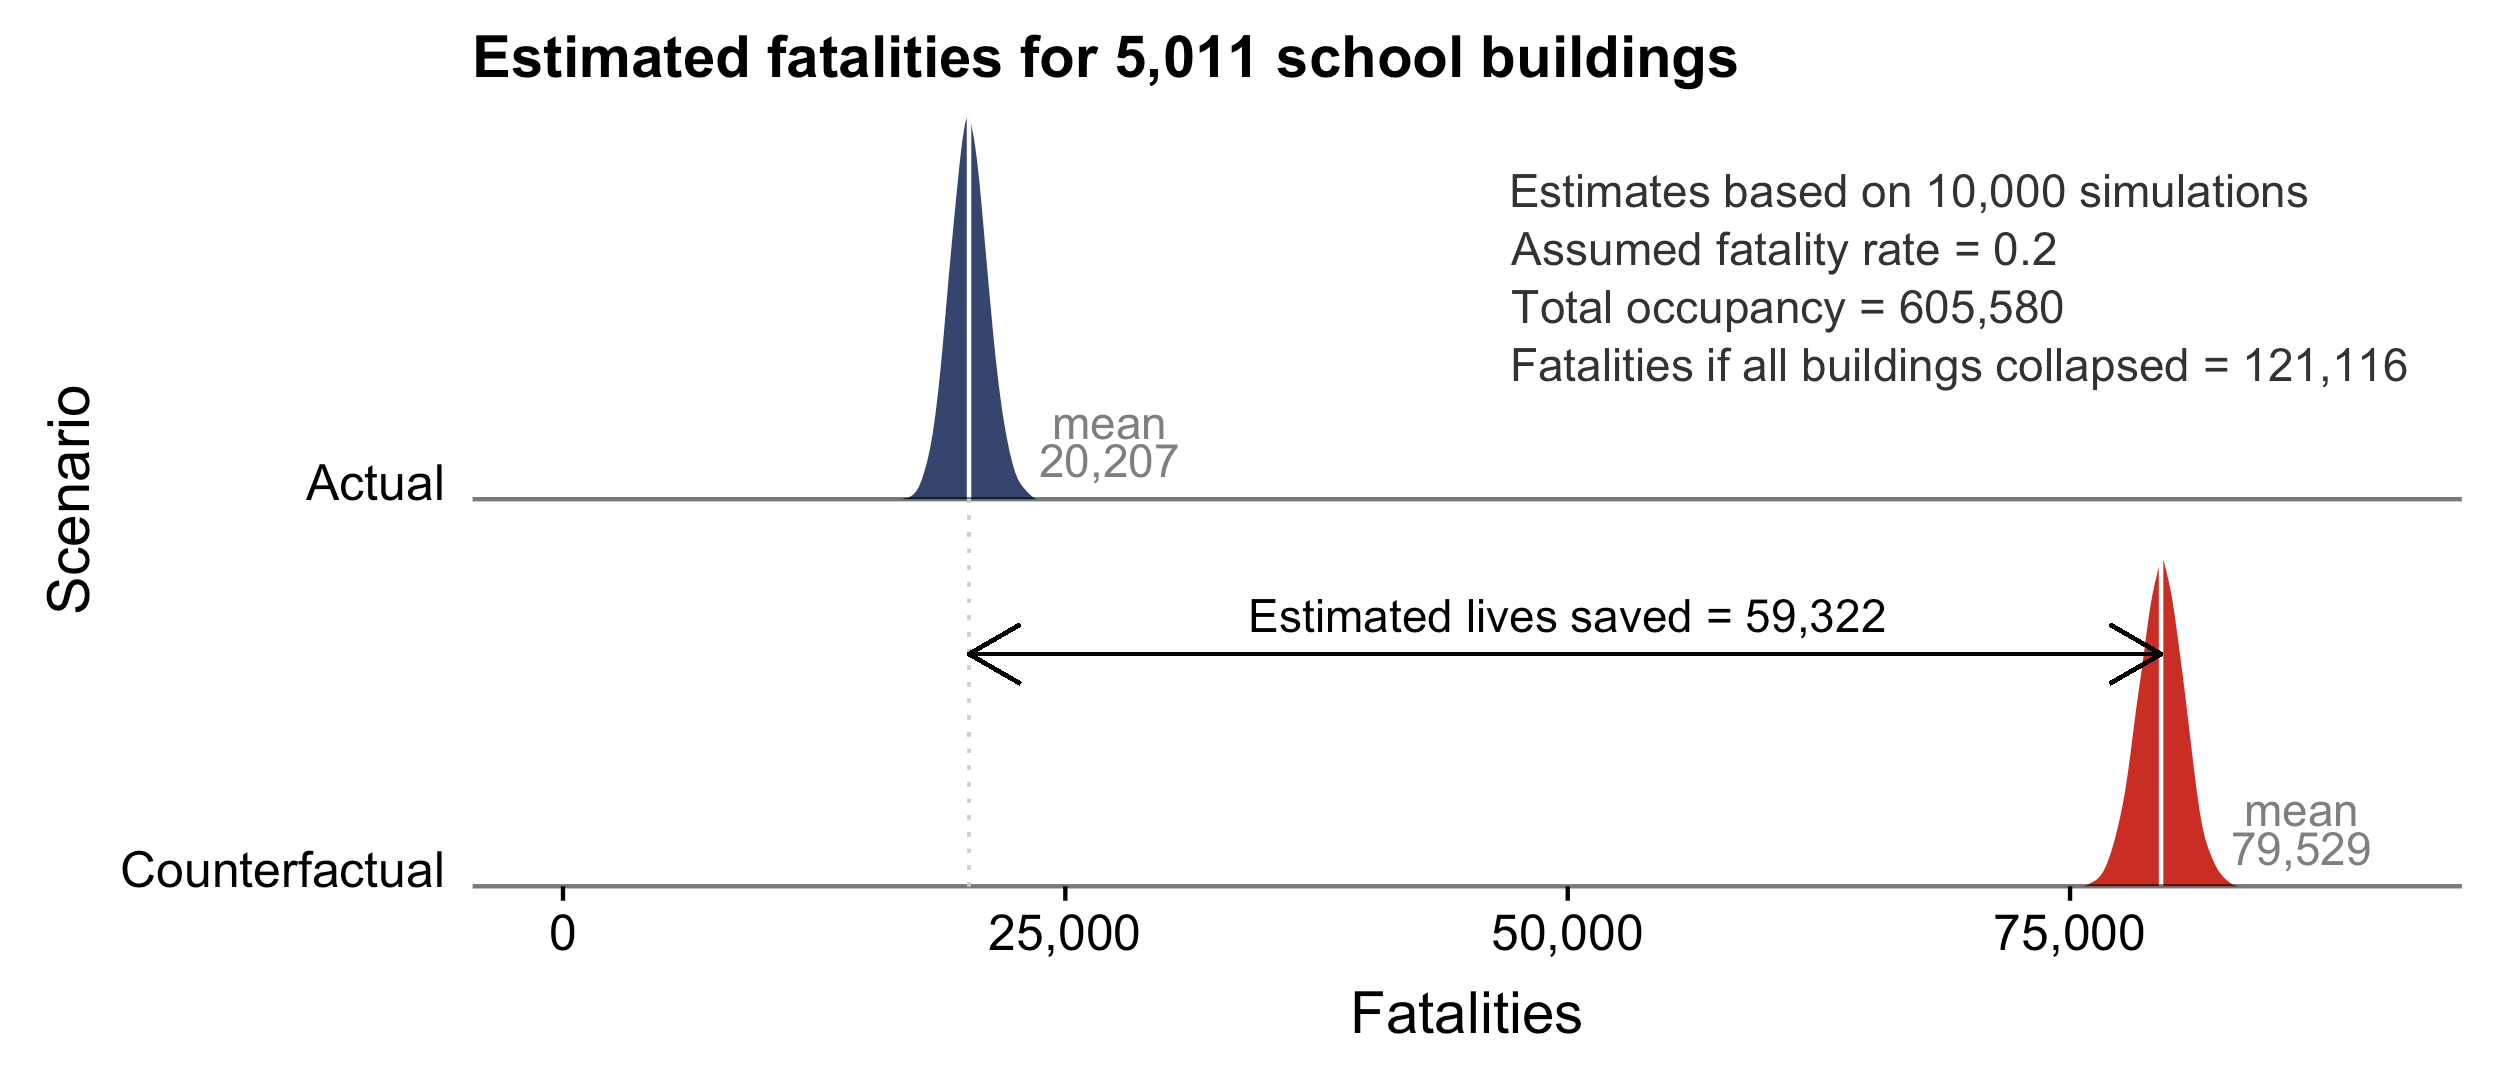 Estimated fatalities for 5,011 school buildings
Estimates based on 10,000 simulations
Assumed fatality rate = 0.2
Total occupancy = 605,580
Fatalities if all buildings collapsed = 121,116
Scenario
Actual
mean
20,207
Estimated lives saved = 59,322
Counterfactual
mean
79,529
0
25,000
50,000
75,000
Fatalities